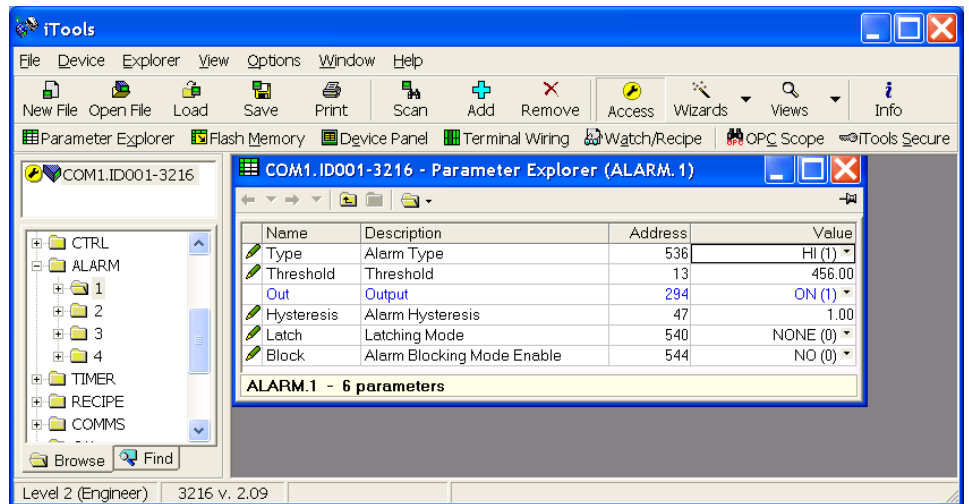 iTools
File Device Explorer View Options Window Help
New File Open File Load Save Print Scan Add Remove Access Wizards Views Info
Parameter Explorer Flash Memory Device Panel Terminal Wiring Watch/Recipe OPC Scope iTools Secure
COM1.ID001-3216
COM1.ID001-3216 - Parameter Explorer (ALARM.1)
Name Description Address Value
Type Alarm Type 536 HI (1)
Threshold Threshold 13 456.00
Out Output 294 ON (1)
Hysteresis Alarm Hysteresis 47 1.00
Latch Latching Mode 540 NONE (0)
Block Alarm Blocking Mode Enable 544 NO (0)
ALARM.1 - 6 parameters
CTRL
ALARM
1
2
3
4
TIMER
RECIPE
COMMS
Browse Find
Level 2 (Engineer) 3216 v. 2.09